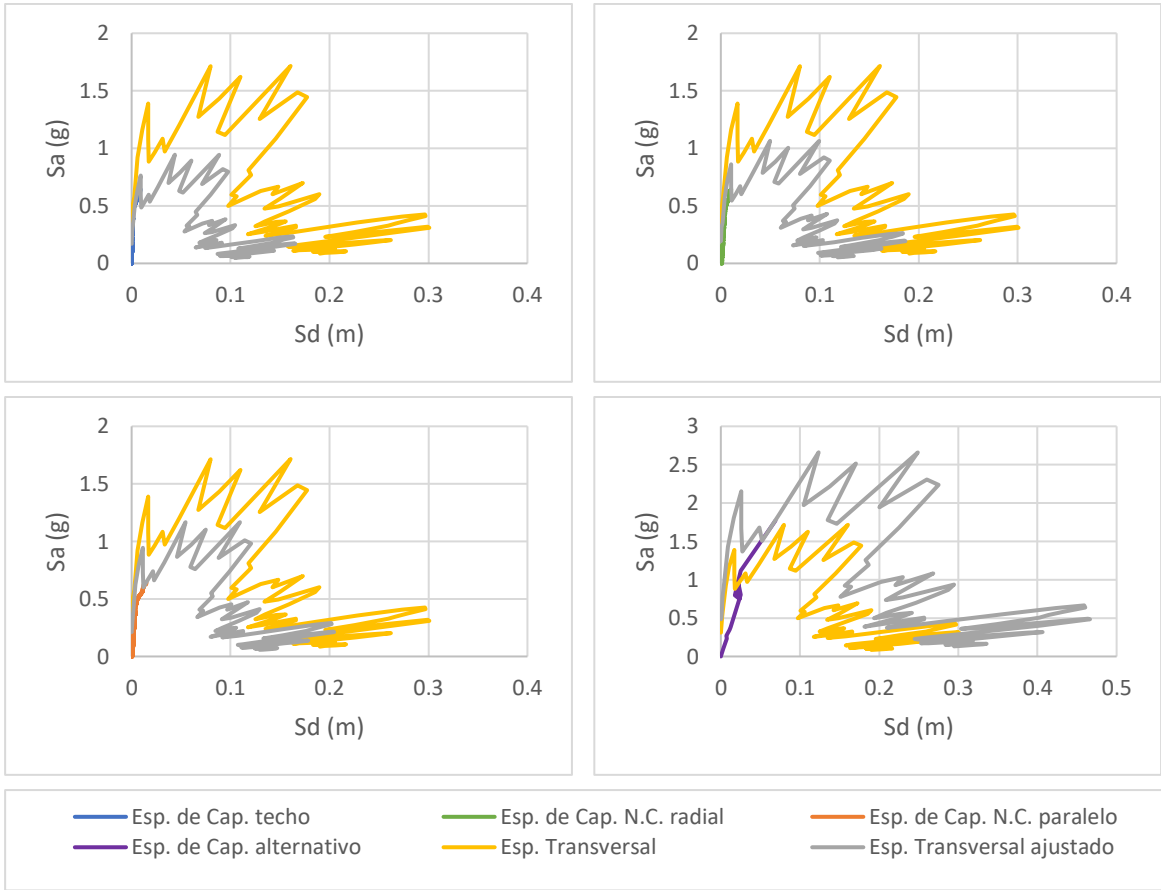 2
1.5
1
0.5
0
0 0.1 0.2 0.3 0.4
Sa (g)
Sd (m)
2
1.5
1
0.5
0
0 0.1 0.2 0.3 0.4
Sa (g)
Sd (m)
2
1.5
1
0.5
0
0 0.1 0.2 0.3 0.4
Sa (g)
Sd (m)
3
2.5
2
1.5
1
0.5
0
0 0.1 0.2 0.3 0.4 0.5
Sa (g)
Sd (m)
Esp. de Cap. techo Esp. de Cap. N.C. radial Esp. de Cap. N.C. paralelo
Esp. de Cap. alternativo Esp. Transversal Esp. Transversal ajustado